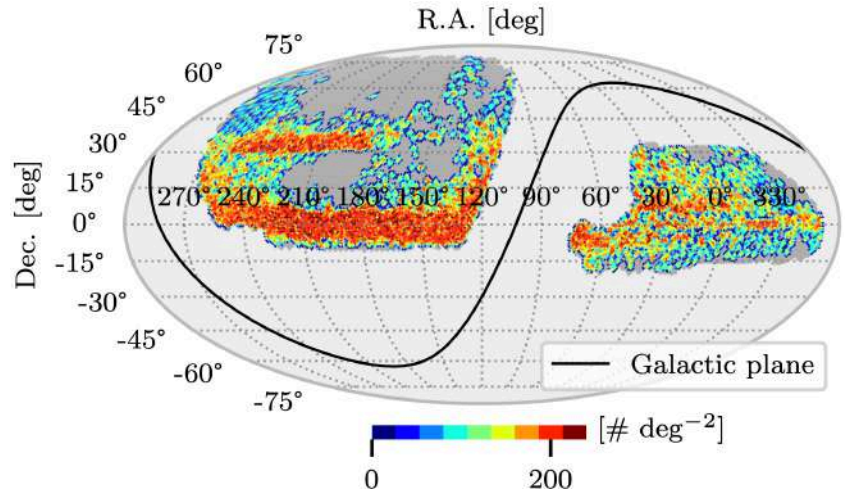 R.A. [deg]
75°
60°
45°
30°
15°
270° 240° 210° 180° 150° 120° 90° 60° 30° 0° 330°
0°
Dec. [deg]
-15°
-30°
-45°
-60°
-75°
Galactic plane
[# deg⁻²]
0 200